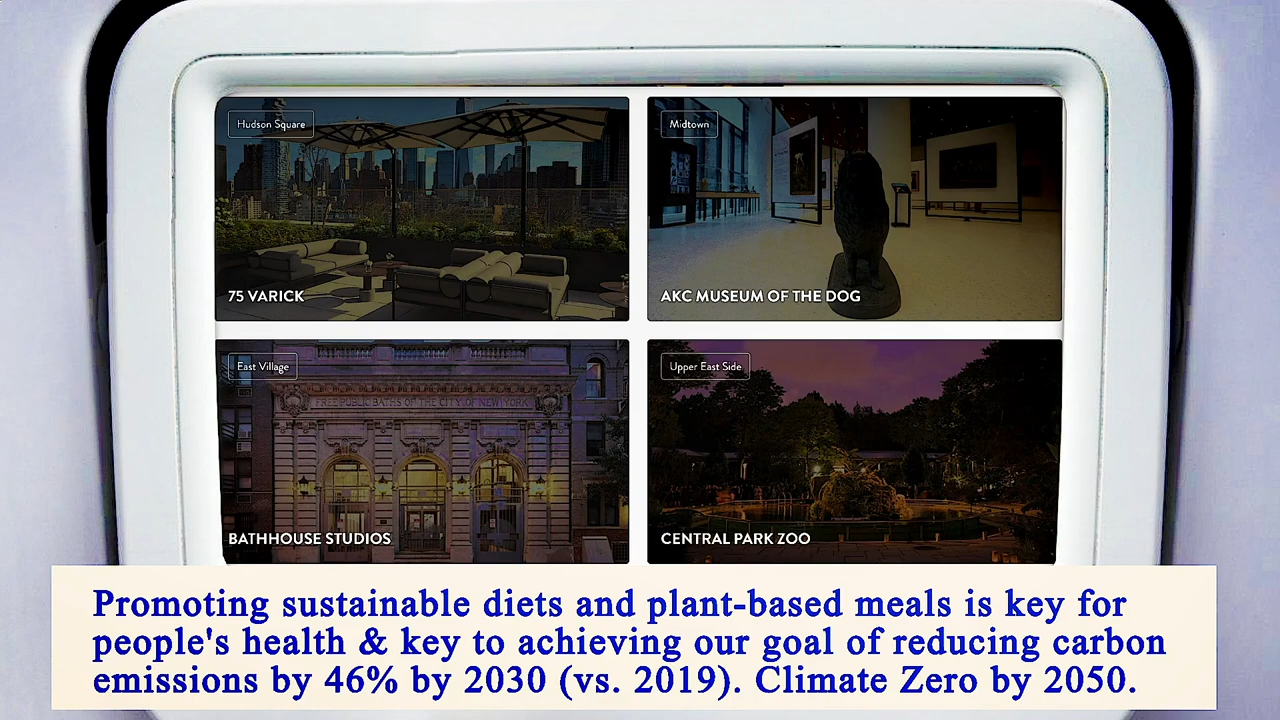 Hudson Square
75 VARICK
Midtown
AKC MUSEUM OF THE DOG
East Village
FREE PUBLIC BATHS OF THE CITY OF NEW YORK
BATHHOUSE STUDIOS
Upper East Side
CENTRAL PARK ZOO
Promoting sustainable diets and plant-based meals is key for
people's health & key to achieving our goal of reducing carbon
emissions by 46% by 2030 (vs. 2019). Climate Zero by 2050.